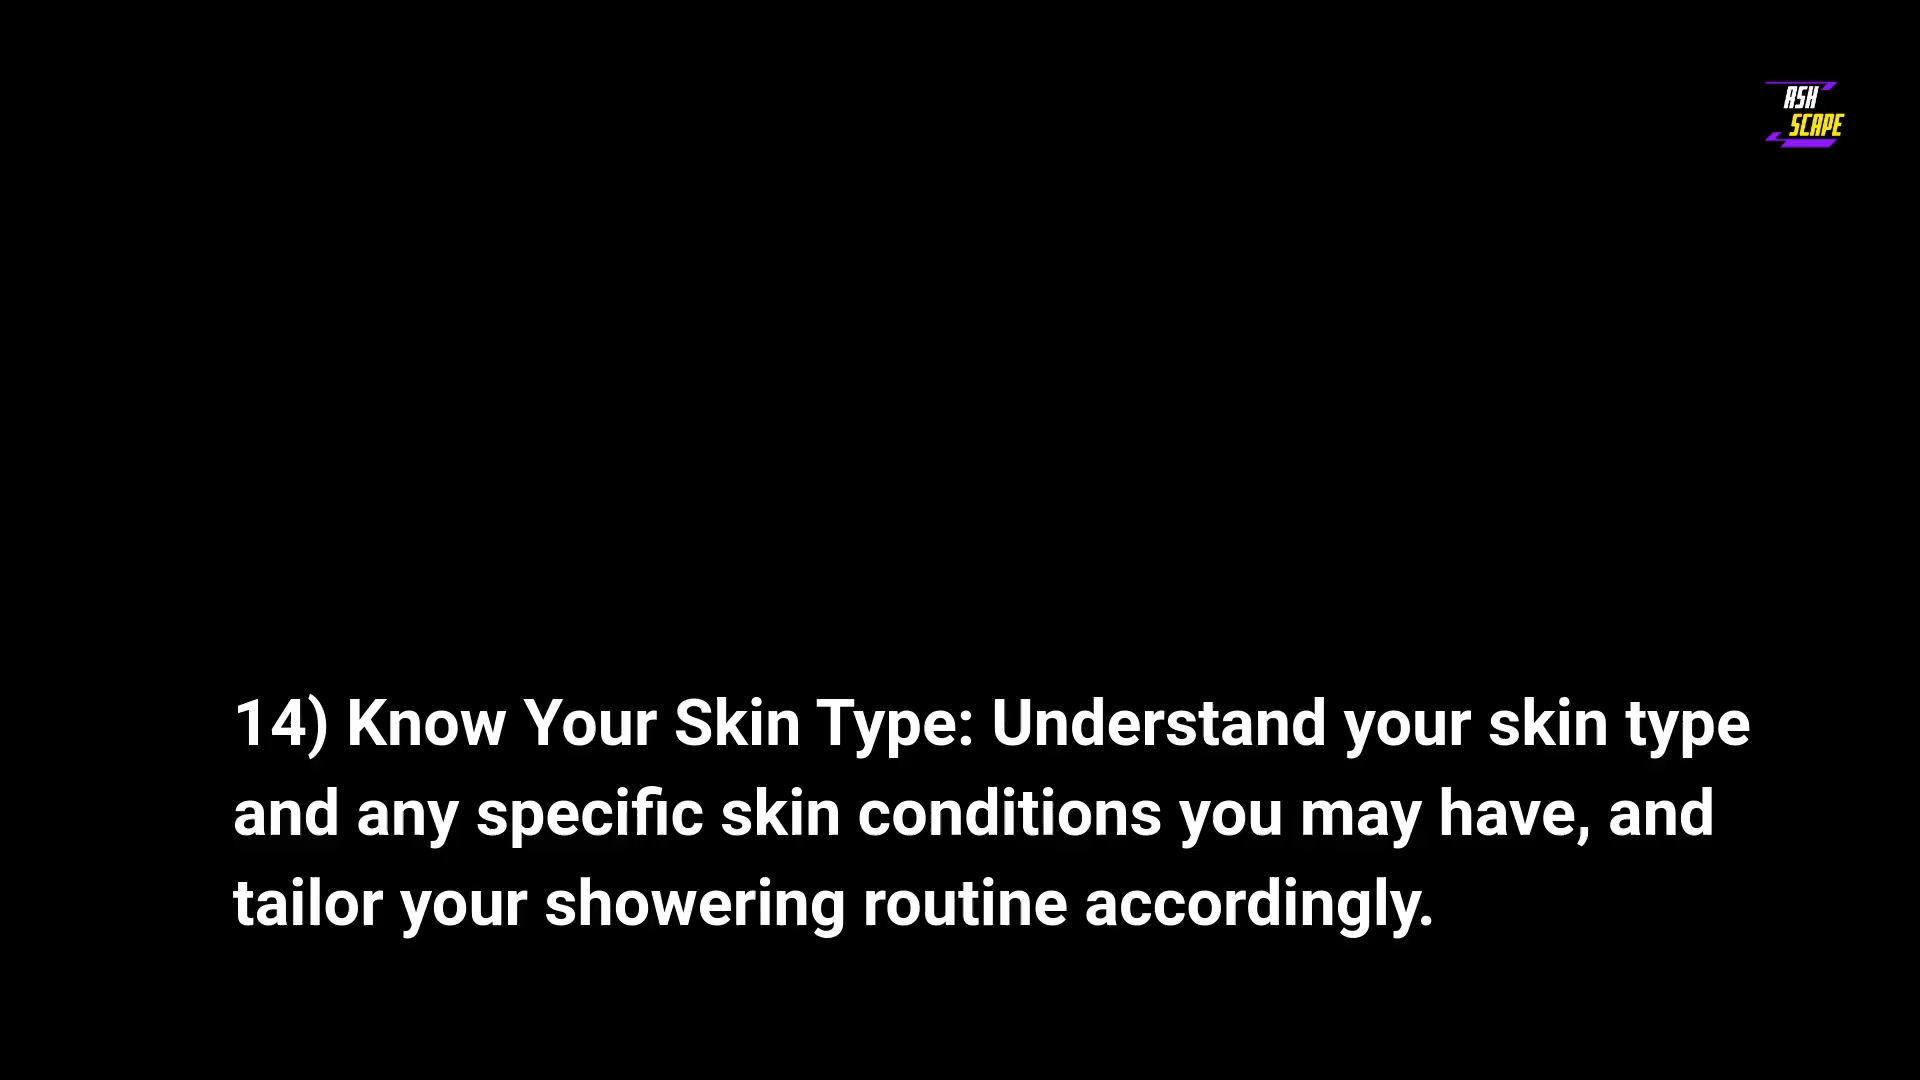 ASH
SCAPE
14) Know Your Skin Type: Understand your skin type
and any specific skin conditions you may have, and
tailor your showering routine accordingly.